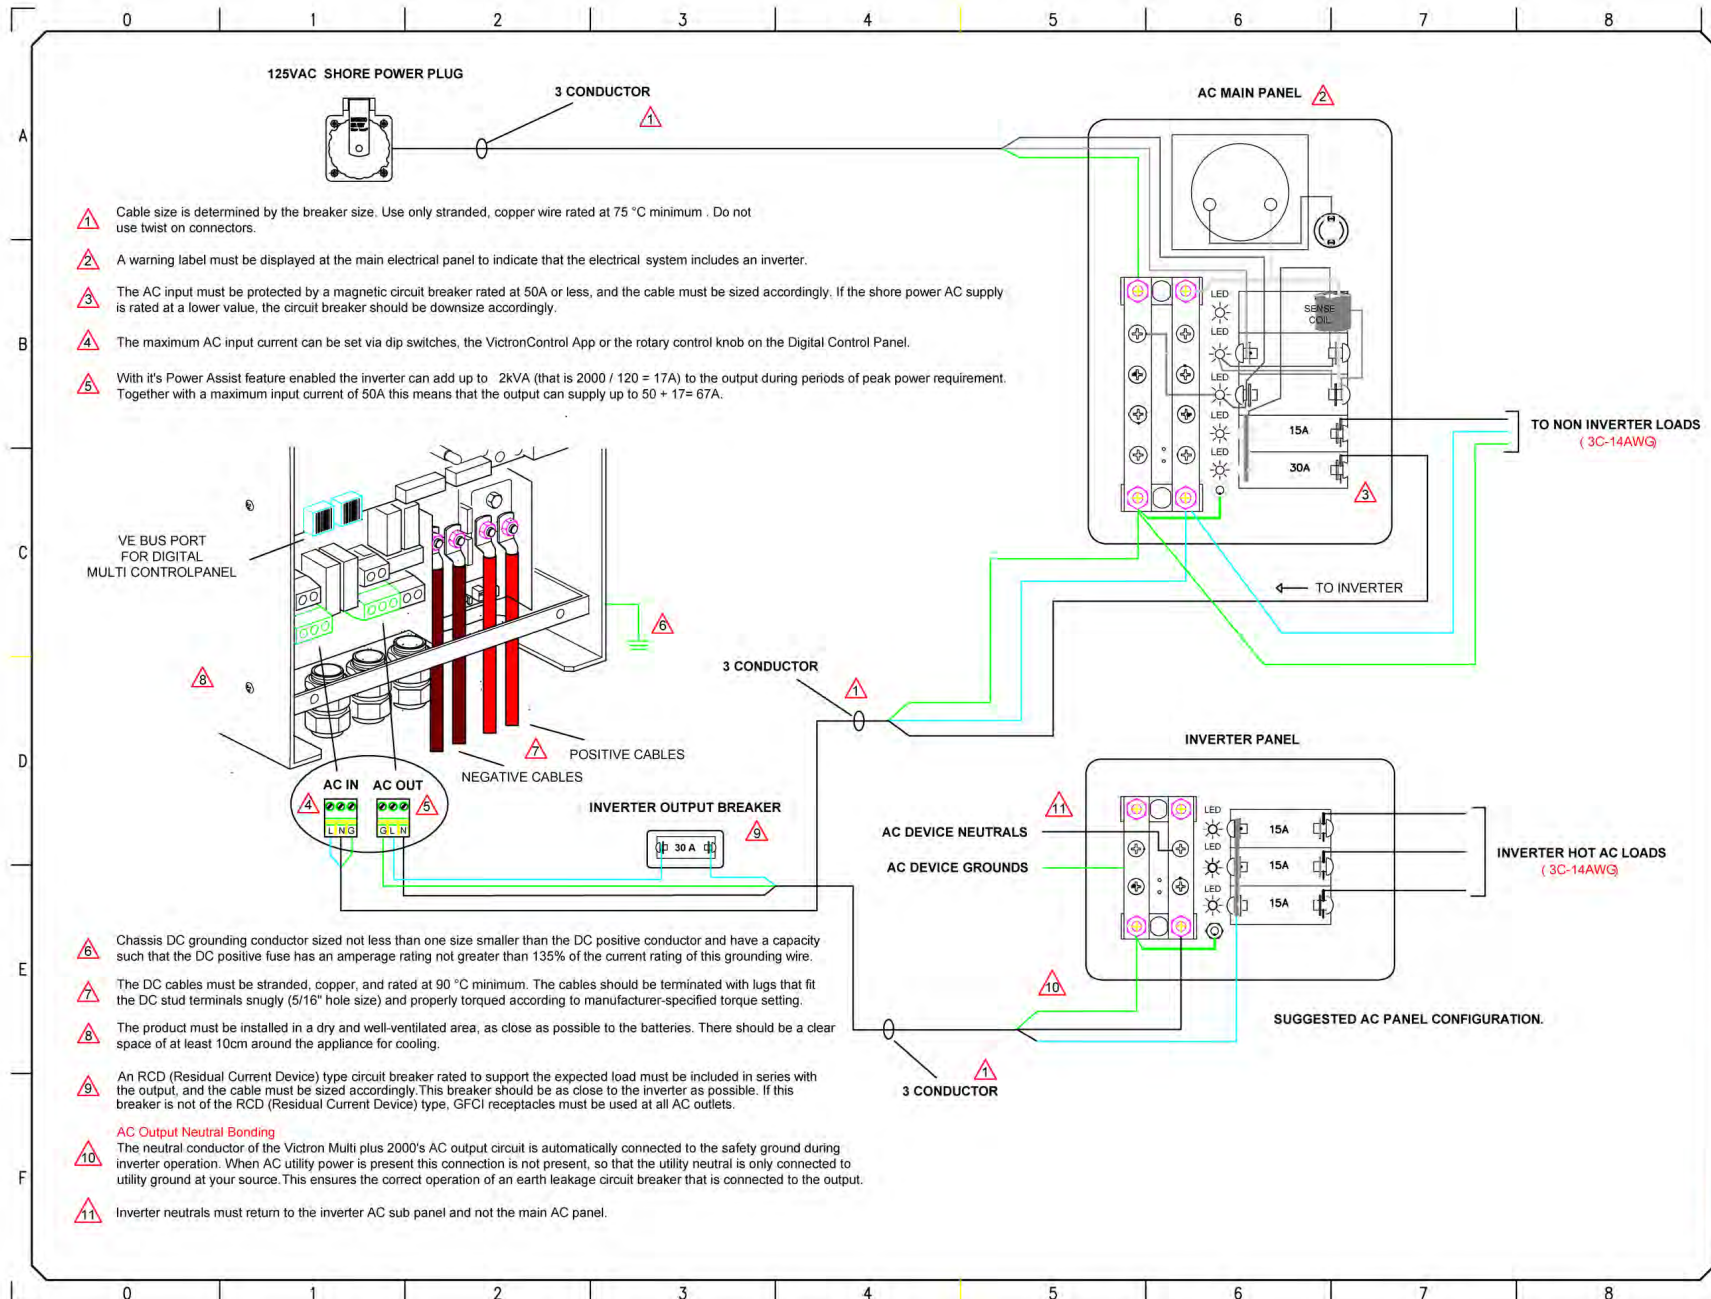 0 1 2 3 4 5 6 7 8
125VAC SHORE POWER PLUG
3 CONDUCTOR
1
AC MAIN PANEL 2
A
1 Cable size is determined by the breaker size. Use only stranded, copper wire rated at 75 °C minimum . Do not
use twist on connectors.
2 A warning label must be displayed at the main electrical panel to indicate that the electrical system includes an inverter.
3 The AC input must be protected by a magnetic circuit breaker rated at 50A or less, and the cable must be sized accordingly. If the shore power AC supply
is rated at a lower value, the circuit breaker should be downsize accordingly.
B
4 The maximum AC input current can be set via dip switches, the VictronControl App or the rotary control knob on the Digital Control Panel.
5 With it's Power Assist feature enabled the inverter can add up to 2kVA (that is 2000 / 120 = 17A) to the output during periods of peak power requirement.
Together with a maximum input current of 50A this means that the output can supply up to 50 + 17= 67A.
LED
SENSE
COIL
LED
LED
LED
15A
LED
30A
3
TO NON INVERTER LOADS
( 3C-14AWG)
C
VE BUS PORT
FOR DIGITAL
MULTI CONTROLPANEL
TO INVERTER
6
8
3 CONDUCTOR
1
D
7
POSITIVE CABLES
NEGATIVE CABLES
AC IN AC OUT
4 5
L N G G L N
INVERTER OUTPUT BREAKER
30 A
9
INVERTER PANEL
11
AC DEVICE NEUTRALS
AC DEVICE GROUNDS
LED
15A
LED
15A
LED
15A
INVERTER HOT AC LOADS
( 3C-14AWG)
6 Chassis DC grounding conductor sized not less than one size smaller than the DC positive conductor and have a capacity
such that the DC positive fuse has an amperage rating not greater than 135% of the current rating of this grounding wire.
E
7 The DC cables must be stranded, copper, and rated at 90 °C minimum. The cables should be terminated with lugs that fit
the DC stud terminals snugly (5/16" hole size) and properly torqued according to manufacturer-specified torque setting.
10
SUGGESTED AC PANEL CONFIGURATION.
8 The product must be installed in a dry and well-ventilated area, as close as possible to the batteries. There should be a clear
space of at least 10cm around the appliance for cooling.
9 An RCD (Residual Current Device) type circuit breaker rated to support the expected load must be included in series with
the output, and the cable must be sized accordingly.This breaker should be as close to the inverter as possible. If this
breaker is not of the RCD (Residual Current Device) type, GFCI receptacles must be used at all AC outlets.
1
3 CONDUCTOR
AC Output Neutral Bonding
F
10 The neutral conductor of the Victron Multi plus 2000's AC output circuit is automatically connected to the safety ground during
inverter operation. When AC utility power is present this connection is not present, so that the utility neutral is only connected to
utility ground at your source.This ensures the correct operation of an earth leakage circuit breaker that is connected to the output.
11 Inverter neutrals must return to the inverter AC sub panel and not the main AC panel.
0 1 2 3 4 5 6 7 8